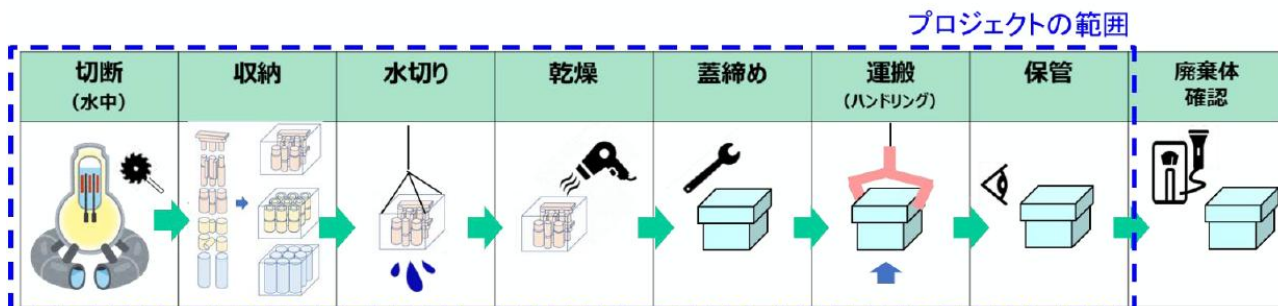 プロジェクトの範囲
切断
(水中)
収納
水切り
乾燥
蓋締め
運搬
(ハンドリング)
保管
廃棄体
確認